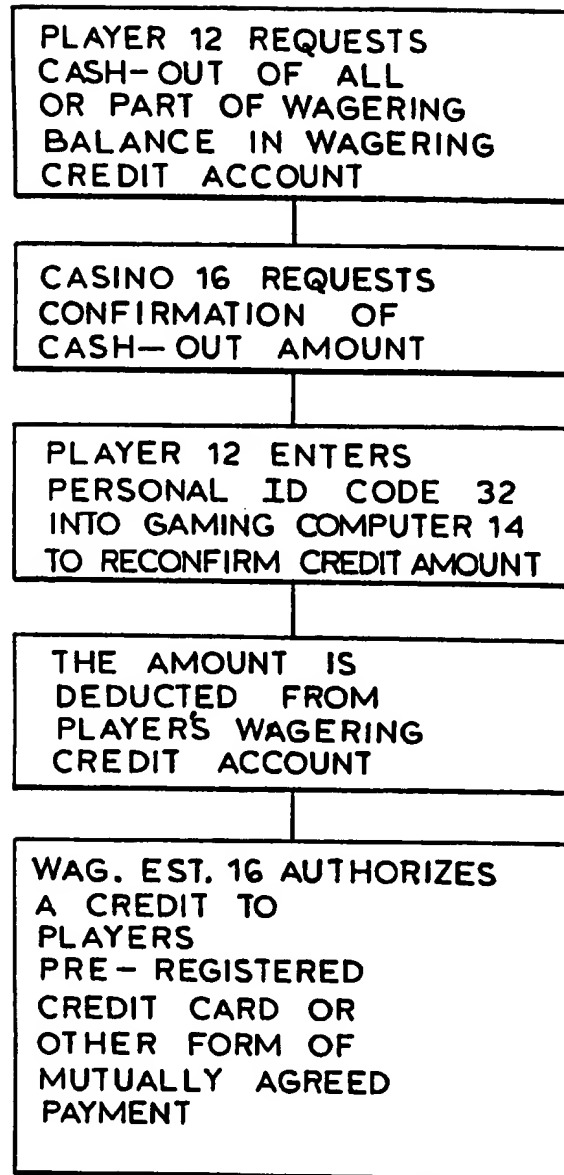 PLAYER 12 REQUESTS
CASH-OUT OF ALL
OR PART OF WAGERING
BALANCE IN WAGERING
CREDIT ACCOUNT
CASINO 16 REQUESTS
CONFIRMATION OF
CASH-OUT AMOUNT
PLAYER 12 ENTERS
PERSONAL ID CODE 32
INTO GAMING COMPUTER 14
TO RECONFIRM CREDIT AMOUNT
THE AMOUNT IS
DEDUCTED FROM
PLAYER'S WAGERING
CREDIT ACCOUNT
WAG. EST. 16 AUTHORIZES
A CREDIT TO
PLAYERS
PRE-REGISTERED
CREDIT CARD OR
OTHER FORM OF
MUTUALLY AGREED
PAYMENT